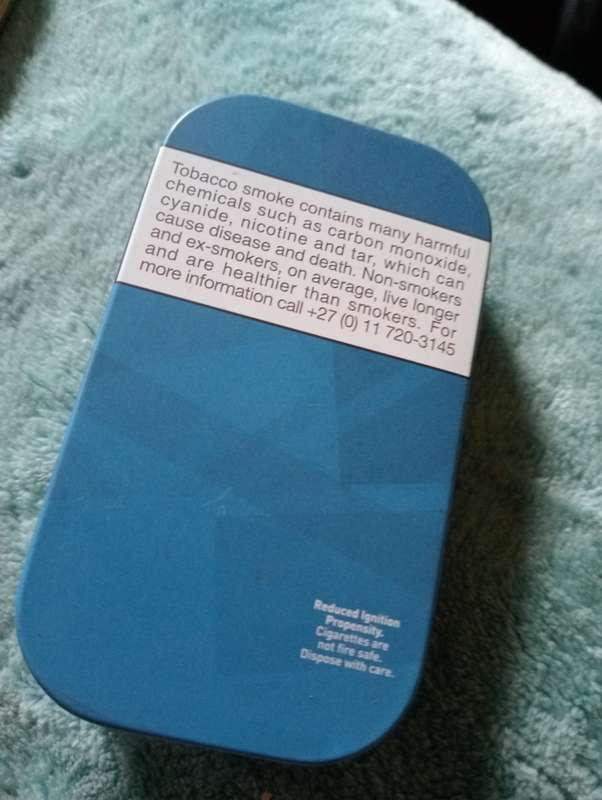 Tobacco smoke contains many harmful
chemicals such as carbon monoxide,
cyanide, nicotine and tar, which can
cause disease and death. Non-smokers
and ex-smokers, on average, live longer
and are healthier than smokers. For
more information call +27 (0) 11 720-3145
Reduced Ignition
Propensity.
Cigarettes are
not fire safe.
Dispose with care.